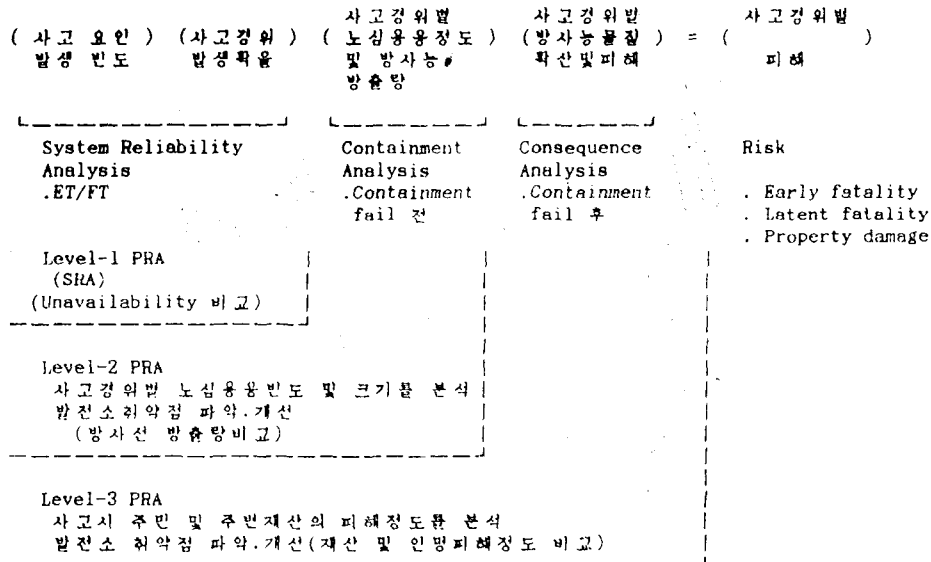 사고경위별 사고경위별 사고경위별
( 사고 요인 ) (사고경위 ) ( 노심용융정도 ) (방사능물질 ) = ( )
발생 빈도 발생확율 및 방사능 확산및피해 피해
방출량
System Reliability Containment Consequence Risk
Analysis Analysis Analysis
.ET/FT .Containment .Containment . Early fatality
fail 전 fail 후 . Latent fatality
. Property damage
Level-1 PRA
(SRA)
(Unavailability 비교)
Level-2 PRA
사고경위별 노심용융빈도 및 크기를 분석
발전소취약점 파악.개선
(방사선 방출량비교)
Level-3 PRA
사고시 주민 및 주변재산의 피해정도를 분석
발전소 취약점 파악.개선(재산 및 인명피해정도 비교)